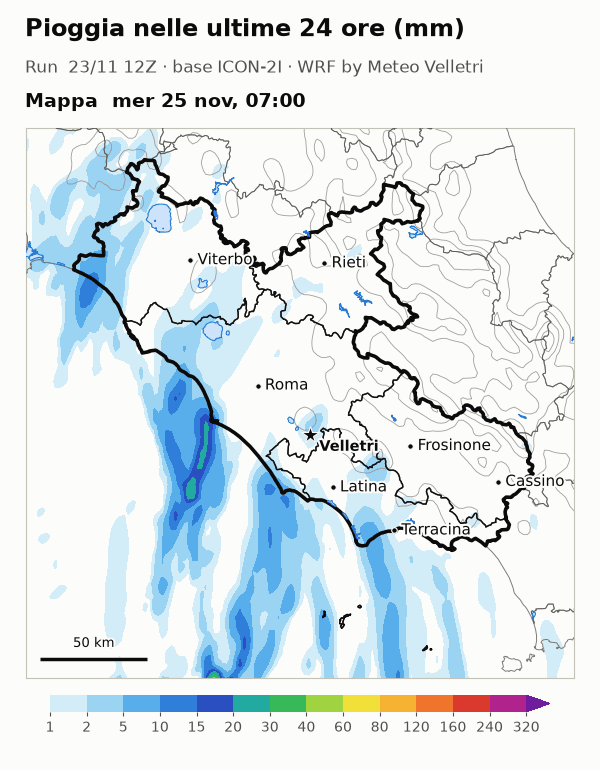 Pioggia nelle ultime 24 ore (mm)
Run  23/11 12Z · base ICON-2I · WRF by Meteo Velletri
Mappa  mer 25 nov, 07:00
Viterbo
Rieti
Roma
Velletri
Frosinone
Latina
Cassino
Terracina
50 km
1 2 5 10 15 20 30 40 60 80 120 160 240 320